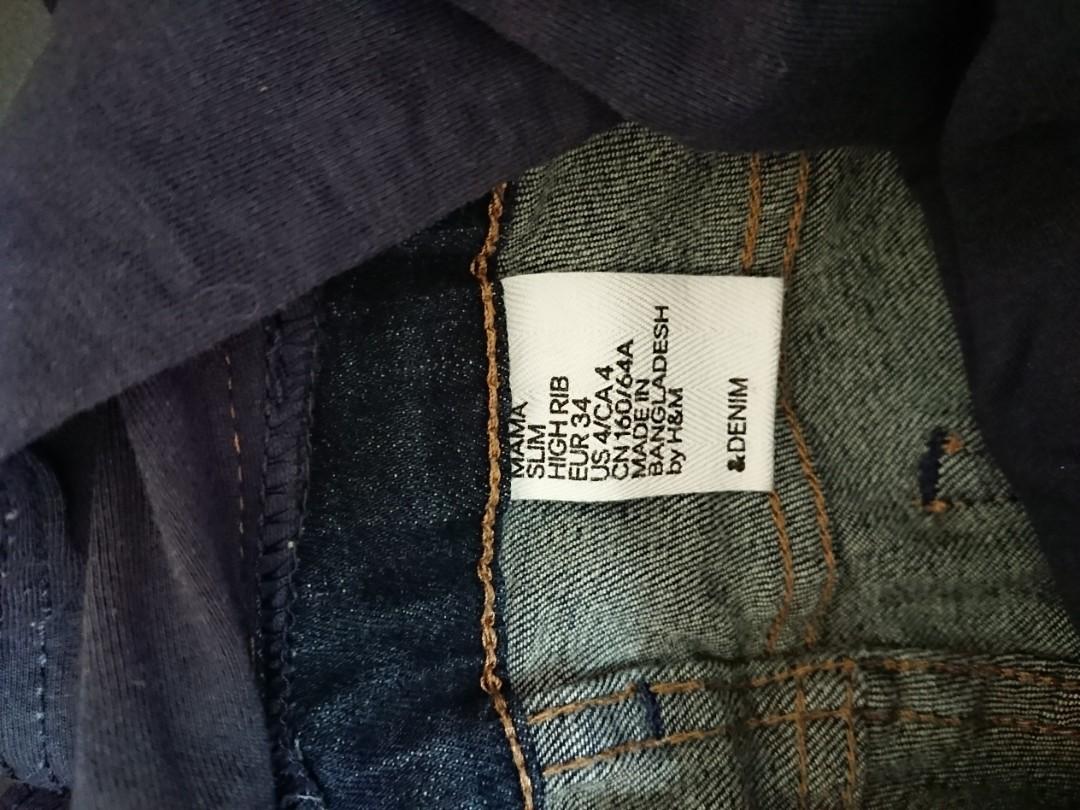 MAMA
SLIM
HIGH RIB
EUR 34
US 4/CA 4
CN 160/64A
MADE IN
BANGLADESH
by H&M
&DENIM